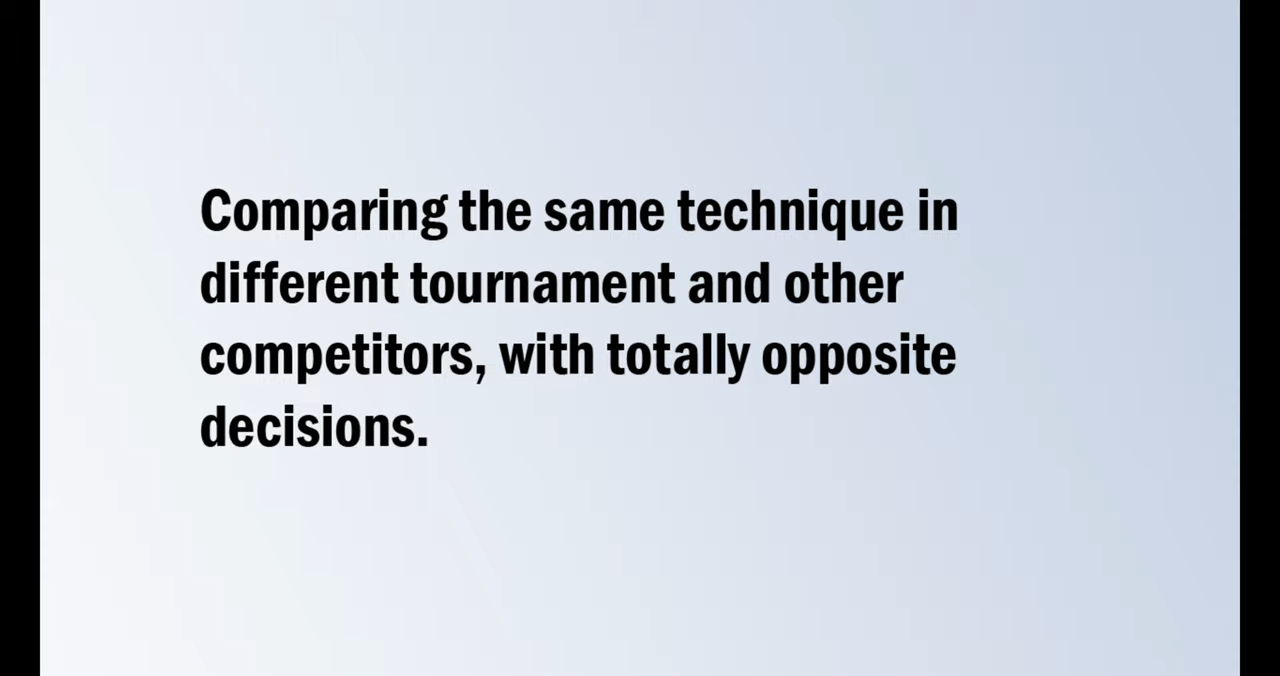 Comparing the same technique in
different tournament and other
competitors, with totally opposite
decisions.